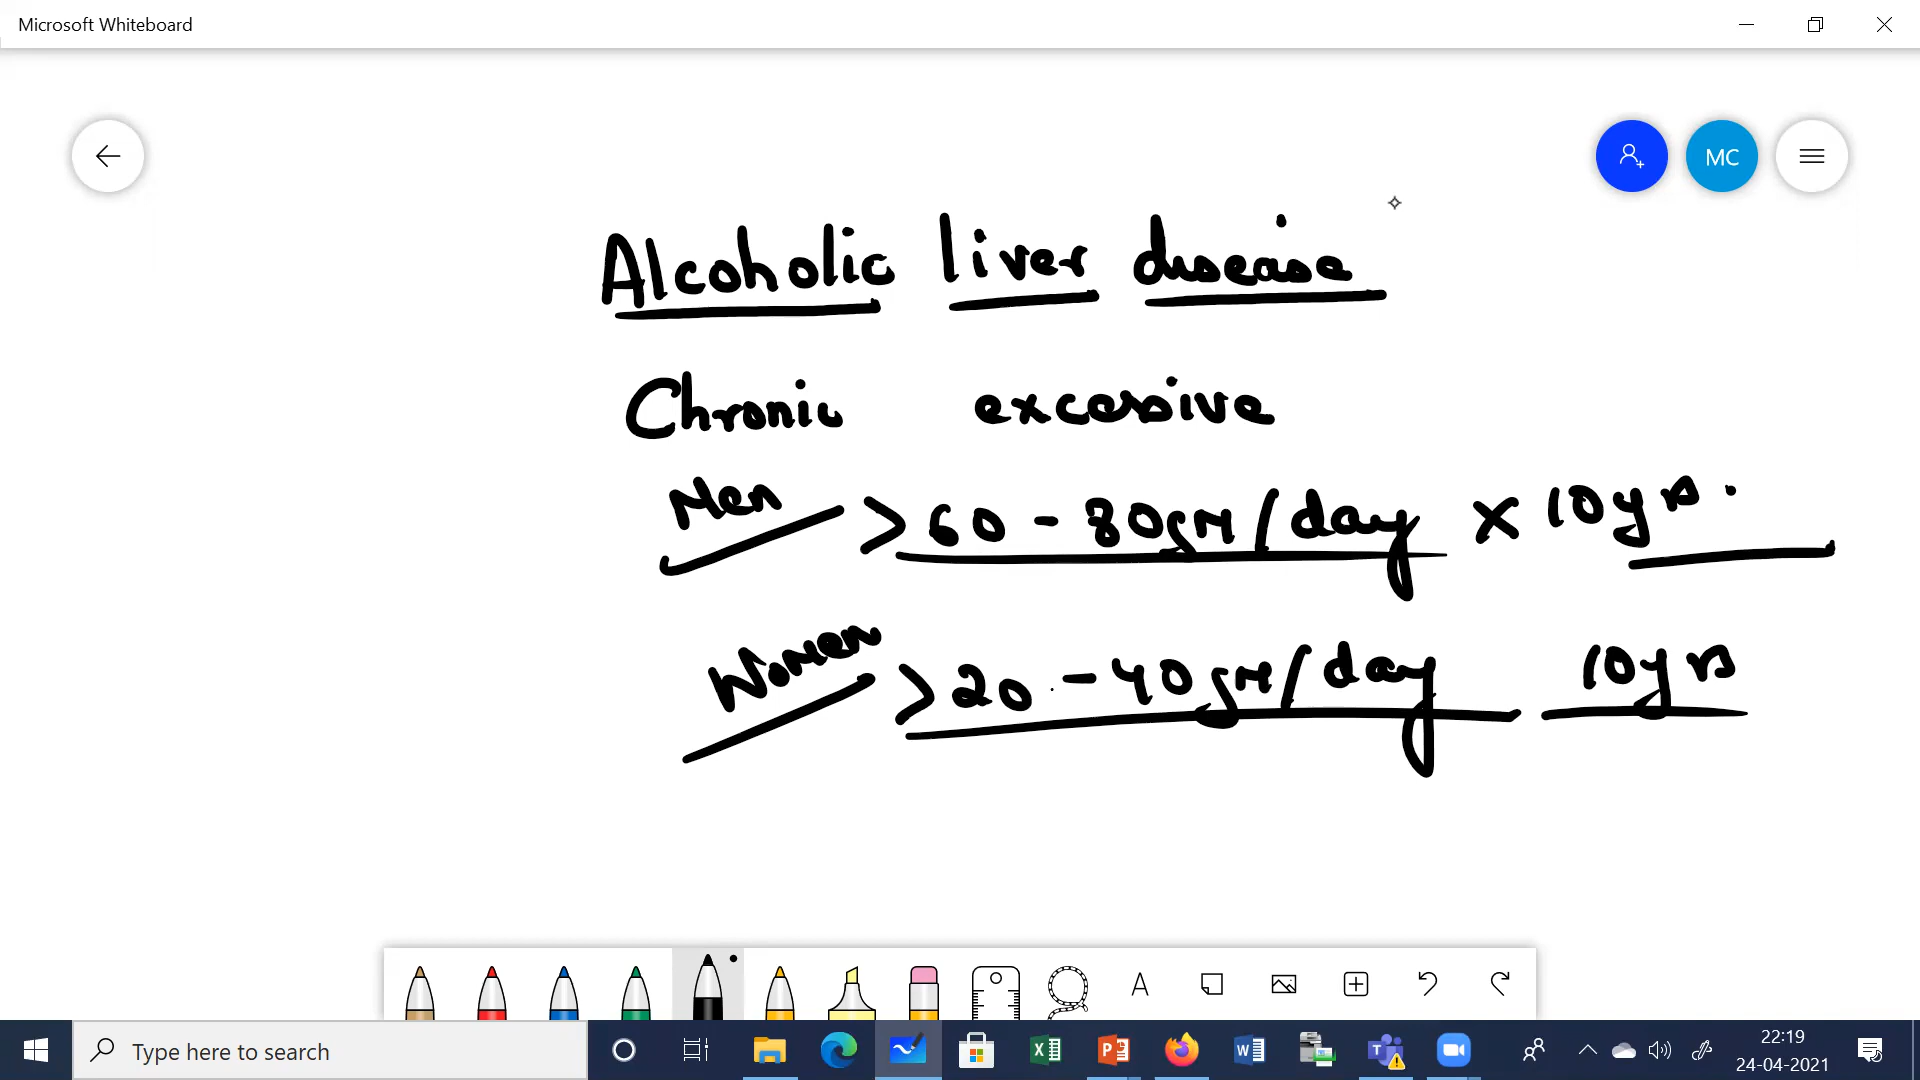 Microsoft Whiteboard
MC
Alcoholic liver disease
Chronic excessive
Men >60 - 80gm/day x 10yrs.
Women >20 - 40gm/day 10yrs
A
Type here to search
22:19
24-04-2021